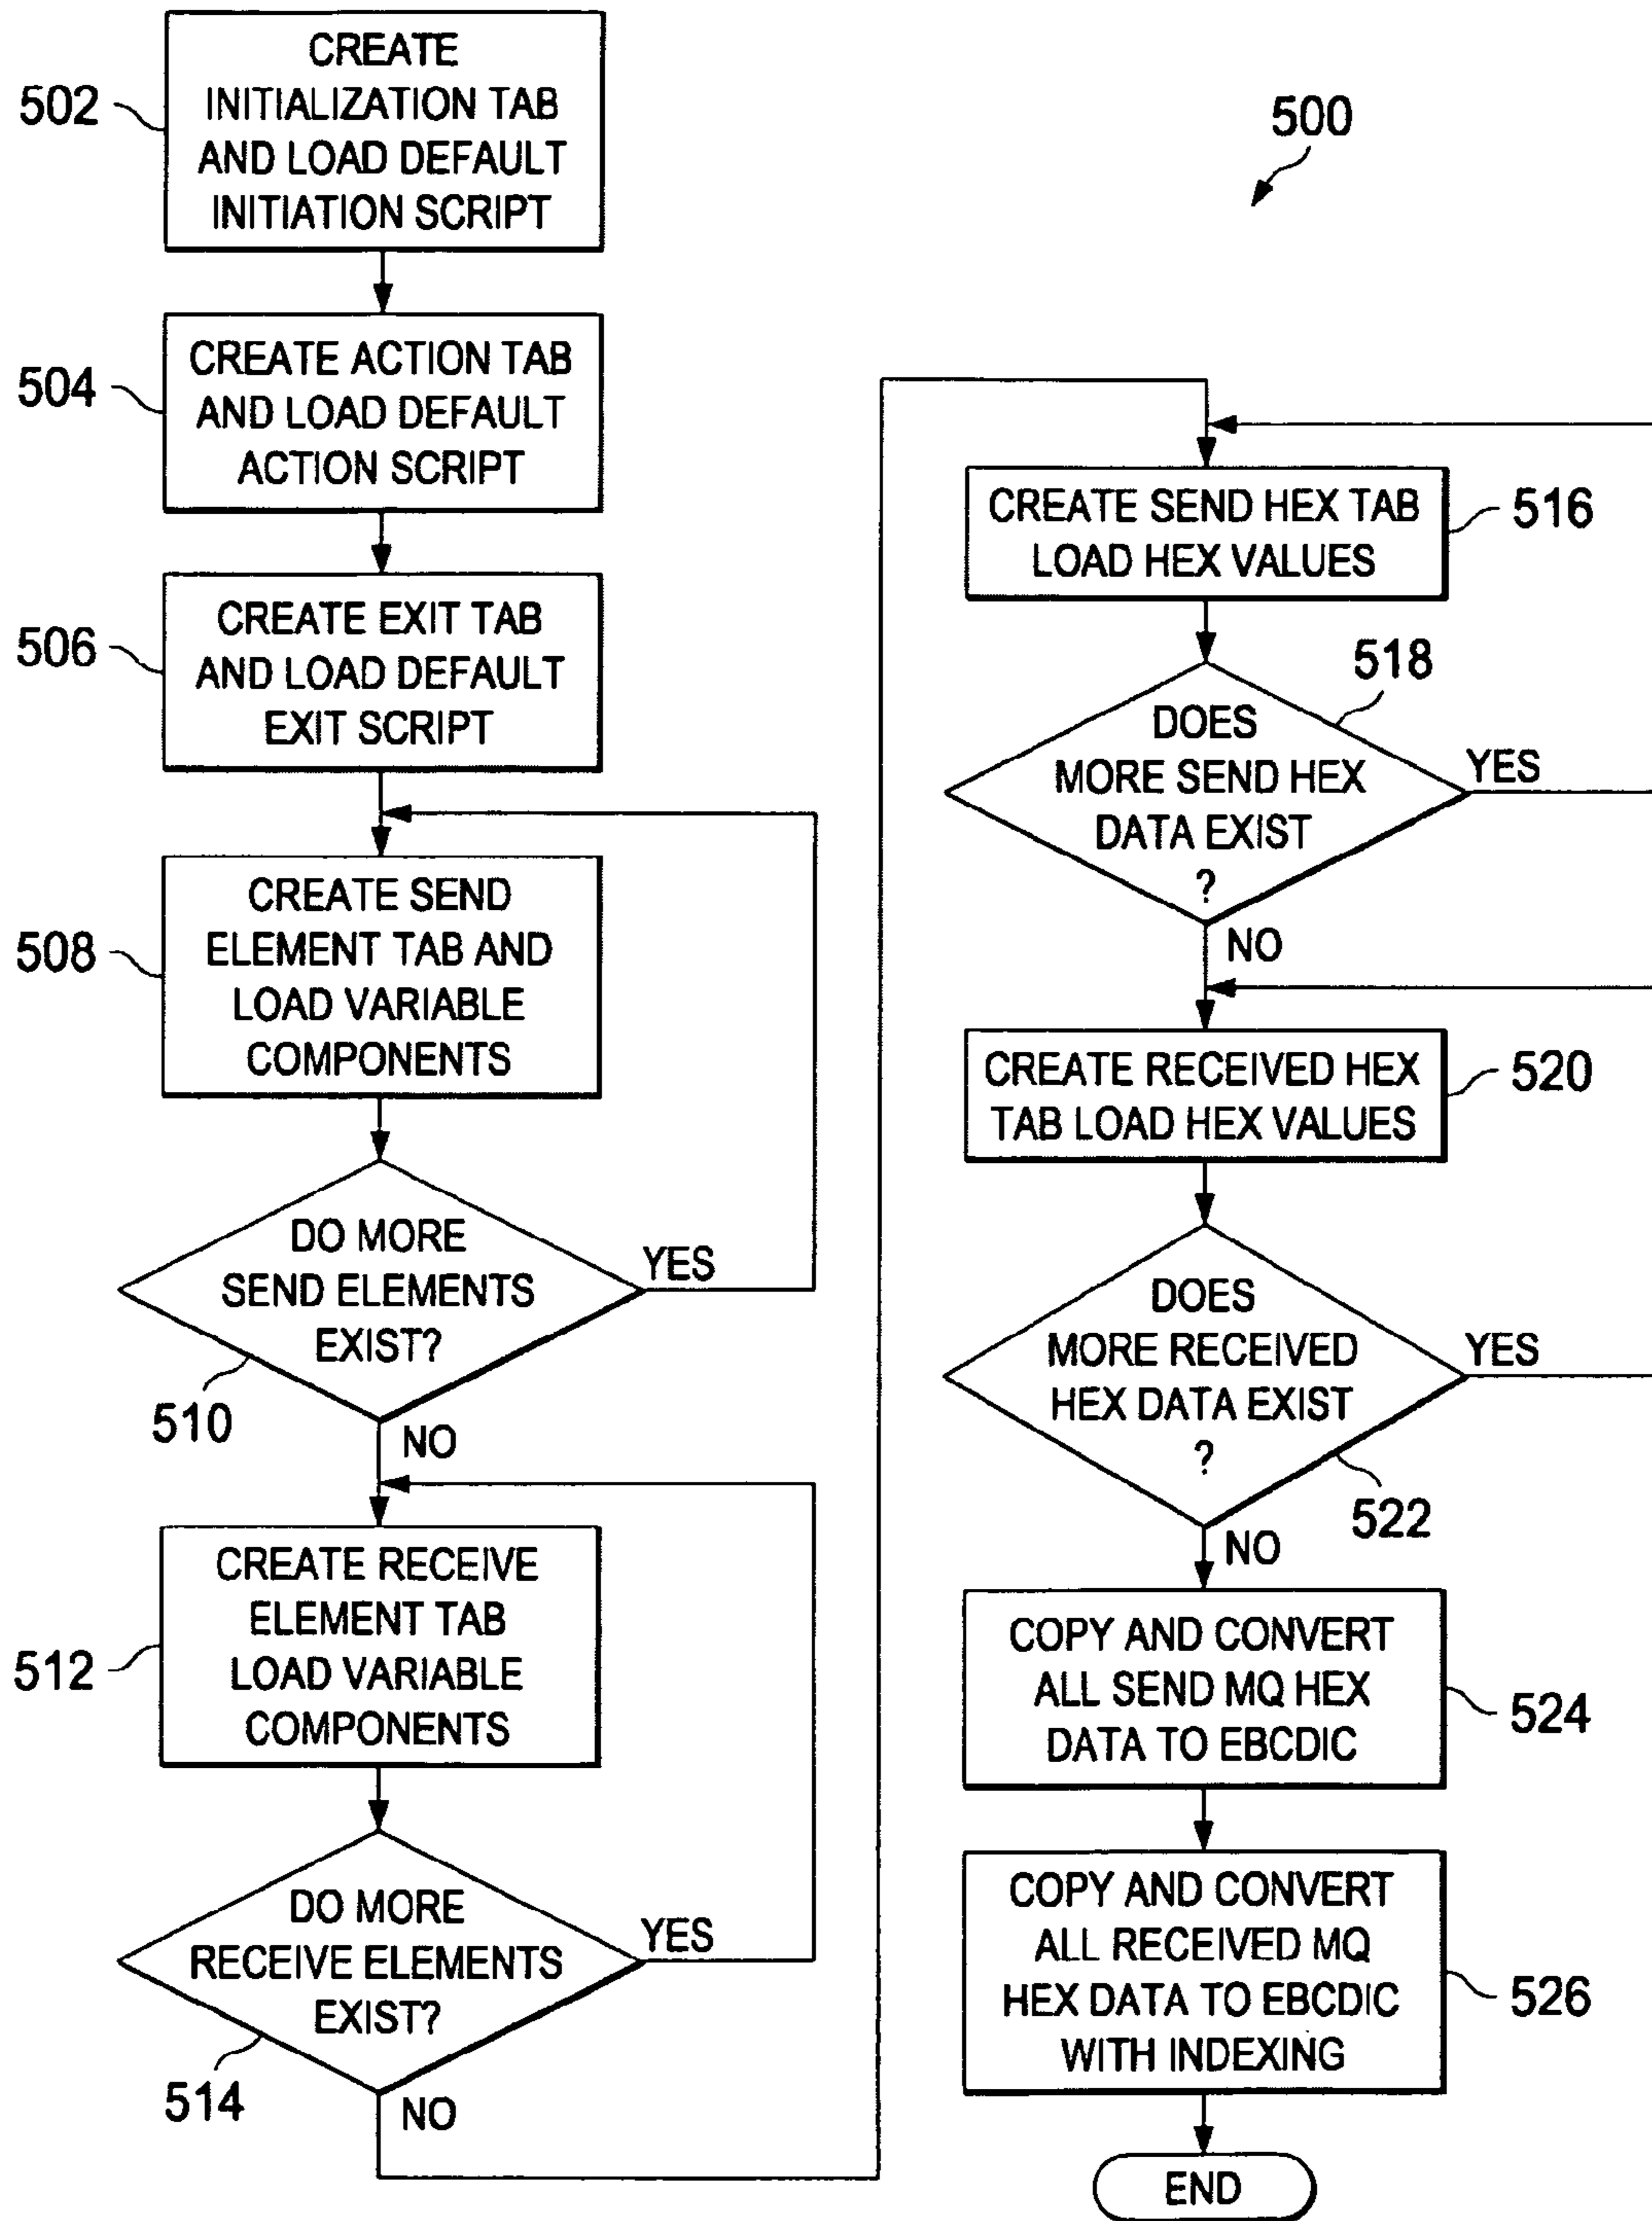 502
CREATE
INITIALIZATION TAB
AND LOAD DEFAULT
INITIATION SCRIPT
500
504
CREATE ACTION TAB
AND LOAD DEFAULT
ACTION SCRIPT
506
CREATE EXIT TAB
AND LOAD DEFAULT
EXIT SCRIPT
508
CREATE SEND
ELEMENT TAB AND
LOAD VARIABLE
COMPONENTS
DO MORE
SEND ELEMENTS
EXIST?
YES
510
NO
512
CREATE RECEIVE
ELEMENT TAB
LOAD VARIABLE
COMPONENTS
DO MORE
RECEIVE ELEMENTS
EXIST?
YES
514
NO
CREATE SEND HEX TAB
LOAD HEX VALUES
516
518
DOES
MORE SEND HEX
DATA EXIST
?
YES
NO
CREATE RECEIVED HEX
TAB LOAD HEX VALUES
520
DOES
MORE RECEIVED
HEX DATA EXIST
?
YES
522
NO
COPY AND CONVERT
ALL SEND MQ HEX
DATA TO EBCDIC
524
COPY AND CONVERT
ALL RECEIVED MQ
HEX DATA TO EBCDIC
WITH INDEXING
526
END